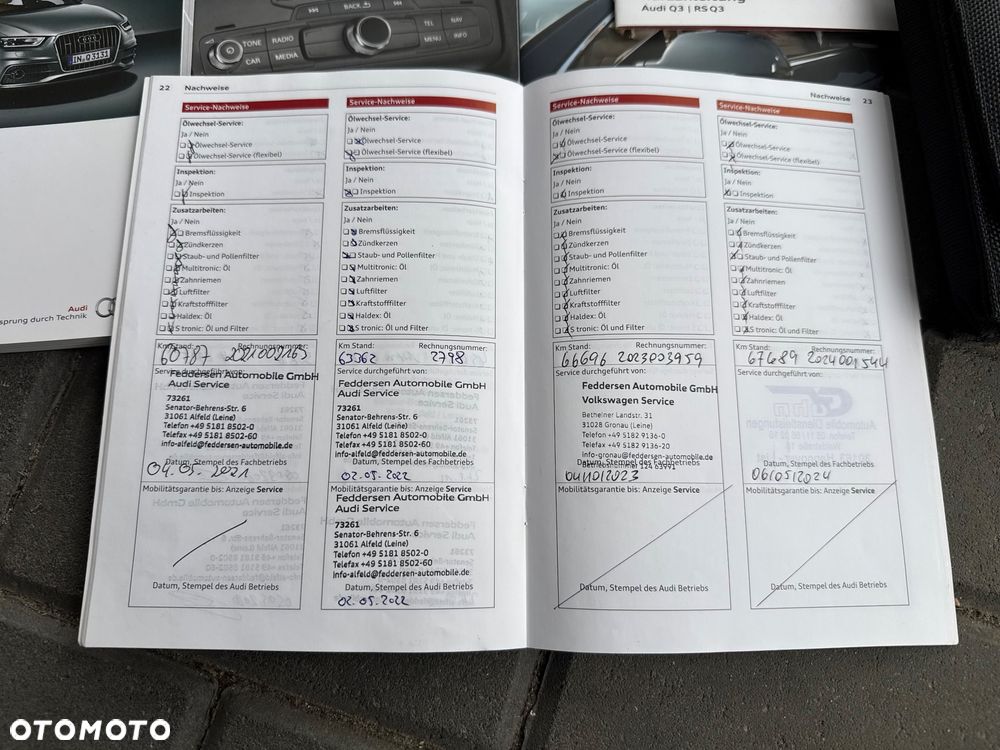 Audi Q3 | RS Q3
TONE
RADIO
CAR
MEDIA
BACK
TEL
NAV
MENU
INFO
IN Q 3131
Audi
sprung durch Technik
22 Nachweise
Service-Nachweise
Ölwechsel-Service:
Ja / Nein
Ölwechsel-Service
Ölwechsel-Service (flexibel)
Inspektion:
Ja / Nein
Inspektion
Zusatzarbeiten:
Ja / Nein
Bremsflüssigkeit
Zündkerzen
Staub- und Pollenfilter
Multitronic: Öl
Zahnriemen
Luftfilter
Kraftstofffilter
Haldex: Öl
S tronic: Öl und Filter
Km Stand: Rechnungsnummer:
60787 2021002163
Service durchgeführt von:
Feddersen Automobile GmbH
Audi Service
73261
Senator-Behrens-Str. 6
31061 Alfeld (Leine)
Telefon +49 5181 8502-0
Telefax +49 5181 8502-60
info-alfeld@feddersen-automobile.de
Datum, Stempel des Fachbetriebs
04.05.2021
Mobilitätsgarantie bis: Anzeige Service
Datum, Stempel des Audi Betriebs
Service-Nachweise
Ölwechsel-Service:
Ja / Nein
Ölwechsel-Service
Ölwechsel-Service (flexibel)
Inspektion:
Ja / Nein
Inspektion
Zusatzarbeiten:
Ja / Nein
Bremsflüssigkeit
Zündkerzen
Staub- und Pollenfilter
Multitronic: Öl
Zahnriemen
Luftfilter
Kraftstofffilter
Haldex: Öl
S tronic: Öl und Filter
Km Stand: Rechnungsnummer:
63362 2798
Service durchgeführt von:
Feddersen Automobile GmbH
Audi Service
73261
Senator-Behrens-Str. 6
31061 Alfeld (Leine)
Telefon +49 5181 8502-0
Telefax +49 5181 8502-60
info-alfeld@feddersen-automobile.de
Datum, Stempel des Fachbetriebs
02.05.2022
Mobilitätsgarantie bis: Anzeige Service
Feddersen Automobile GmbH
Audi Service
73261
Senator-Behrens-Str. 6
31061 Alfeld (Leine)
Telefon +49 5181 8502-0
Telefax +49 5181 8502-60
info-alfeld@feddersen-automobile.de
Datum, Stempel des Audi Betriebs
02.05.2022
Nachweise 23
Service-Nachweise
Ölwechsel-Service:
Ja / Nein
Ölwechsel-Service
Ölwechsel-Service (flexibel)
Inspektion:
Ja / Nein
Inspektion
Zusatzarbeiten:
Ja / Nein
Bremsflüssigkeit
Zündkerzen
Staub- und Pollenfilter
Multitronic: Öl
Zahnriemen
Luftfilter
Kraftstofffilter
Haldex: Öl
S tronic: Öl und Filter
Km Stand: Rechnungsnummer:
66696 2023023959
Service durchgeführt von:
Feddersen Automobile GmbH
Volkswagen Service
Betheiner Landstr. 31
31028 Gronau (Leine)
Telefon +49 5182 9136-0
Telefax +49 5182 9136-20
info-gronau@feddersen-automobile.de
Betriebsnummer 124 63991
Datum, Stempel des Fachbetriebs
04/10/2023
Mobilitätsgarantie bis: Anzeige Service
Datum, Stempel des Audi Betriebs
Service-Nachweise
Ölwechsel-Service:
Ja / Nein
Ölwechsel-Service
Ölwechsel-Service (flexibel)
Inspektion:
Ja / Nein
Inspektion
Zusatzarbeiten:
Ja / Nein
Bremsflüssigkeit
Zündkerzen
Staub- und Pollenfilter
Multitronic: Öl
Zahnriemen
Luftfilter
Kraftstofffilter
Haldex: Öl
S tronic: Öl und Filter
Km Stand: Rechnungsnummer:
67689 2024001544
Service durchgeführt von:
Datum, Stempel des Fachbetriebs
06/05/2024
Mobilitätsgarantie bis: Anzeige Service
Datum, Stempel des Audi Betriebs
OTOMOTO